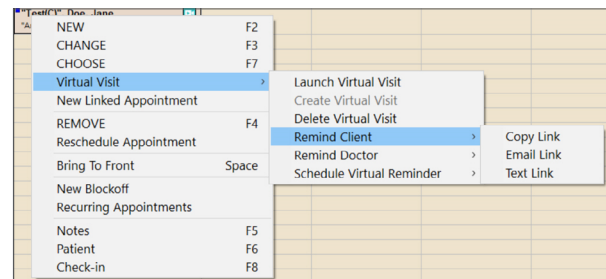 "Test(C)", Doe, Jane
NEW F2
CHANGE F3
CHOOSE F7
Virtual Visit >
New Linked Appointment
REMOVE F4
Reschedule Appointment
Bring To Front Space
New Blockoff
Recurring Appointments
Notes F5
Patient F6
Check-in F8
Launch Virtual Visit
Create Virtual Visit
Delete Virtual Visit
Remind Client >
Remind Doctor >
Schedule Virtual Reminder >
Copy Link
Email Link
Text Link